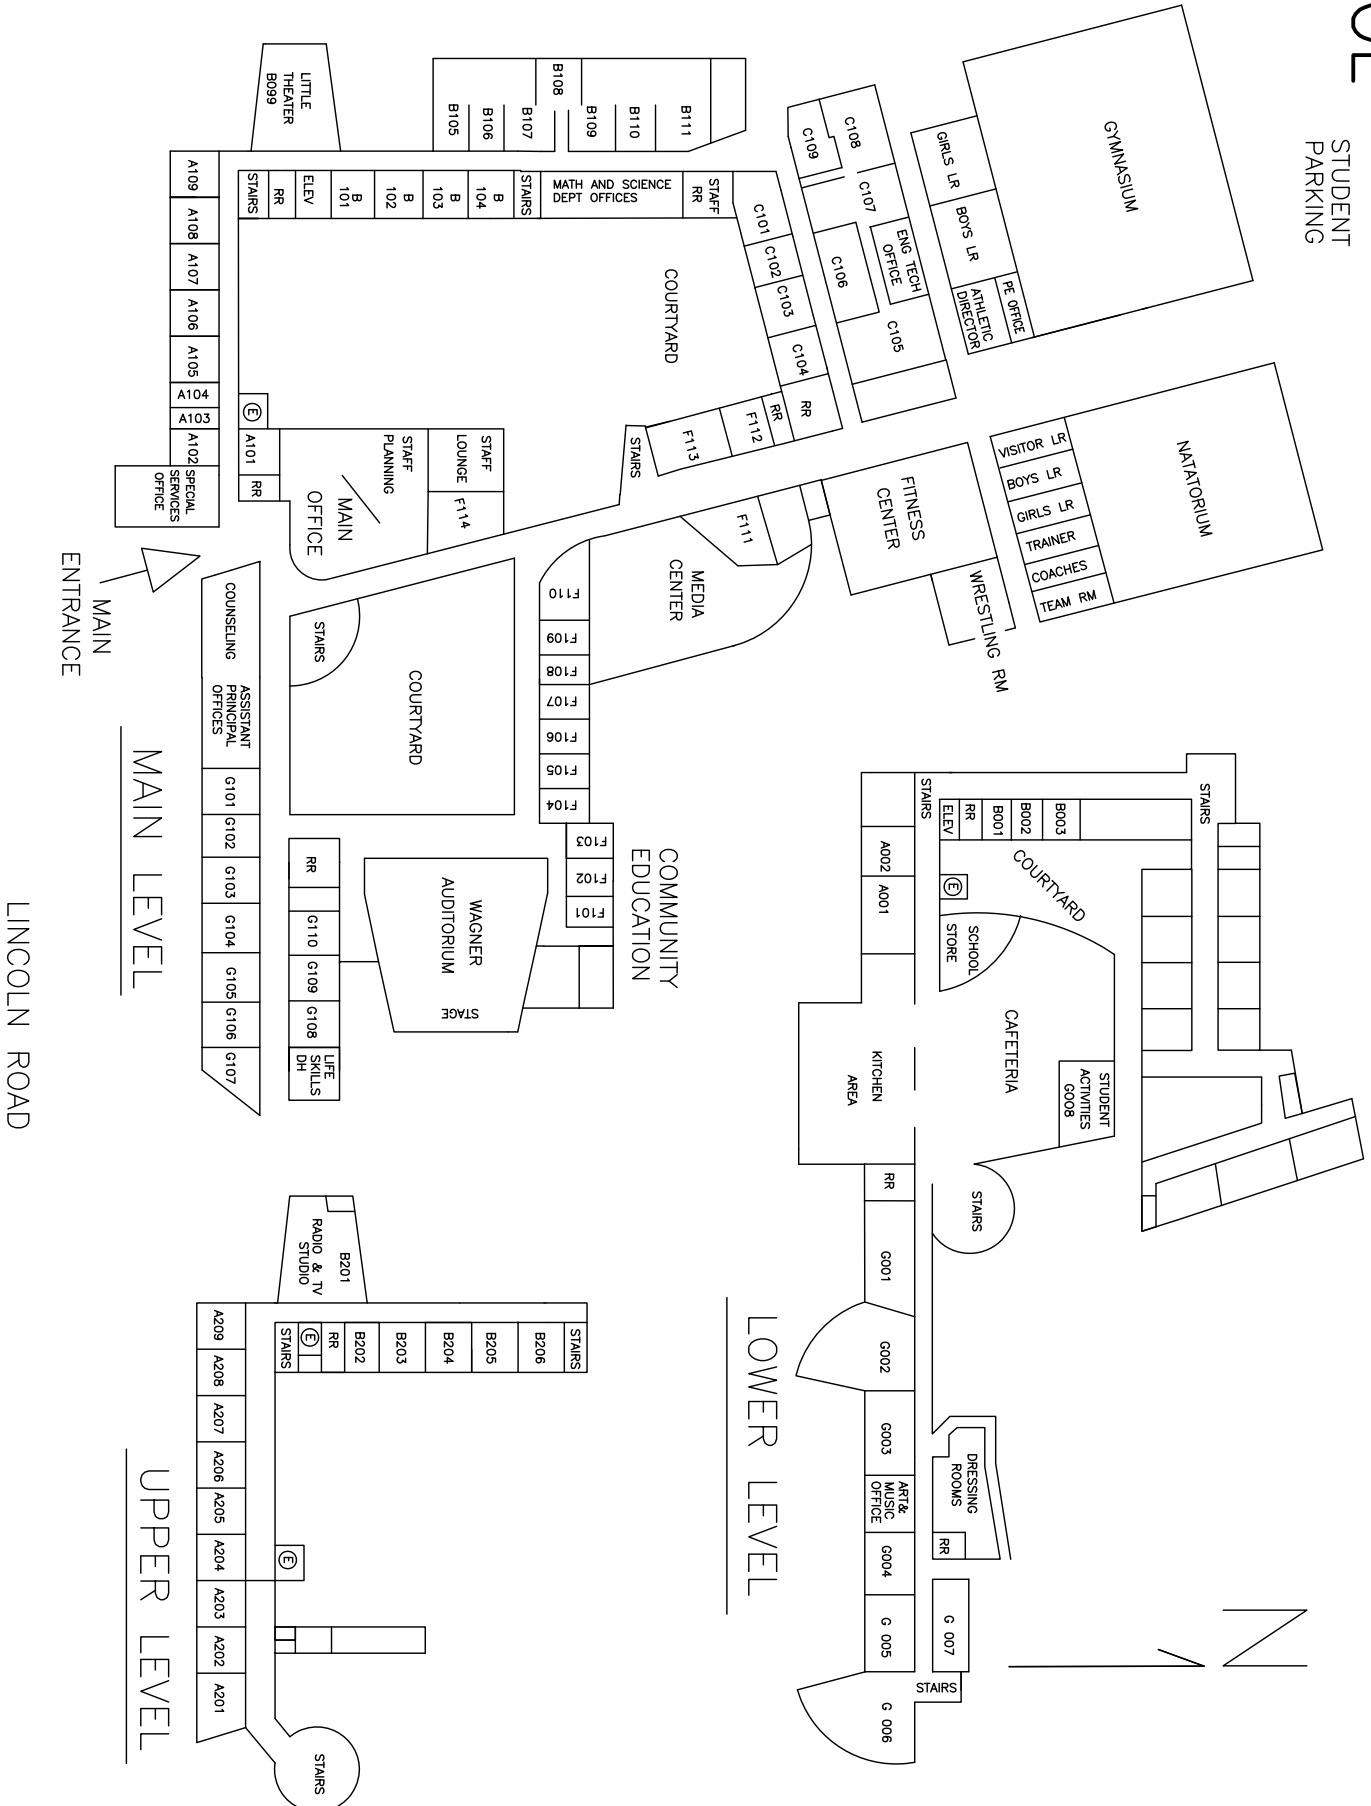 OL
STUDENT
PARKING
GYMNASIUM
GIRLS LR
BOYS LR
PE OFFICE
ATHLETIC
DIRECTOR
C108
C109
C107
ENG TECH
OFFICE
C106
C105
C101
C102
C103
C104
RR
RR
F112
F113
STAIRS
B111
B110
B109
B108
B107
B106
B105
LITTLE
THEATER
B099
STAFF
RR
MATH AND SCIENCE
DEPT OFFICES
STAIRS
B
104
B
103
B
102
B
101
ELEV
RR
STAIRS
COURTYARD
A109
A108
A107
A106
A105
A104
A103
A102
SPECIAL
SERVICES
OFFICE
E
A101
RR
STAFF
PLANNING
STAFF
LOUNGE
F114
MAIN
OFFICE
NATATORIUM
VISITOR LR
BOYS LR
GIRLS LR
TRAINER
COACHES
TEAM RM
FITNESS
CENTER
WRESTLING RM
F111
MEDIA
CENTER
F110
F109
F108
F107
F106
F105
F104
F103
F102
F101
COMMUNITY
EDUCATION
STAIRS
COURTYARD
MAIN
ENTRANCE
COUNSELING
ASSISTANT
PRINCIPAL
OFFICES
G101
G102
G103
G104
G105
G106
G107
RR
G110
G109
G108
LIFE
SKILLS
DH
WAGNER
AUDITORIUM
STAGE
MAIN LEVEL
LINCOLN ROAD
STAIRS
STAIRS
ELEV
RR
B001
B002
B003
COURTYARD
A002
A001
E
SCHOOL
STORE
CAFETERIA
STUDENT
ACTIVITIES
G008
KITCHEN
AREA
STAIRS
RR
G001
G002
G003
ART&
MUSIC
OFFICE
G004
G 005
G 006
DRESSING
ROOMS
RR
G 007
STAIRS
LOWER LEVEL
N
B201
RADIO & TV
STUDIO
STAIRS
B206
B205
B204
B203
B202
RR
E
STAIRS
A209
A208
A207
A206
A205
A204
A203
A202
A201
E
STAIRS
UPPER LEVEL